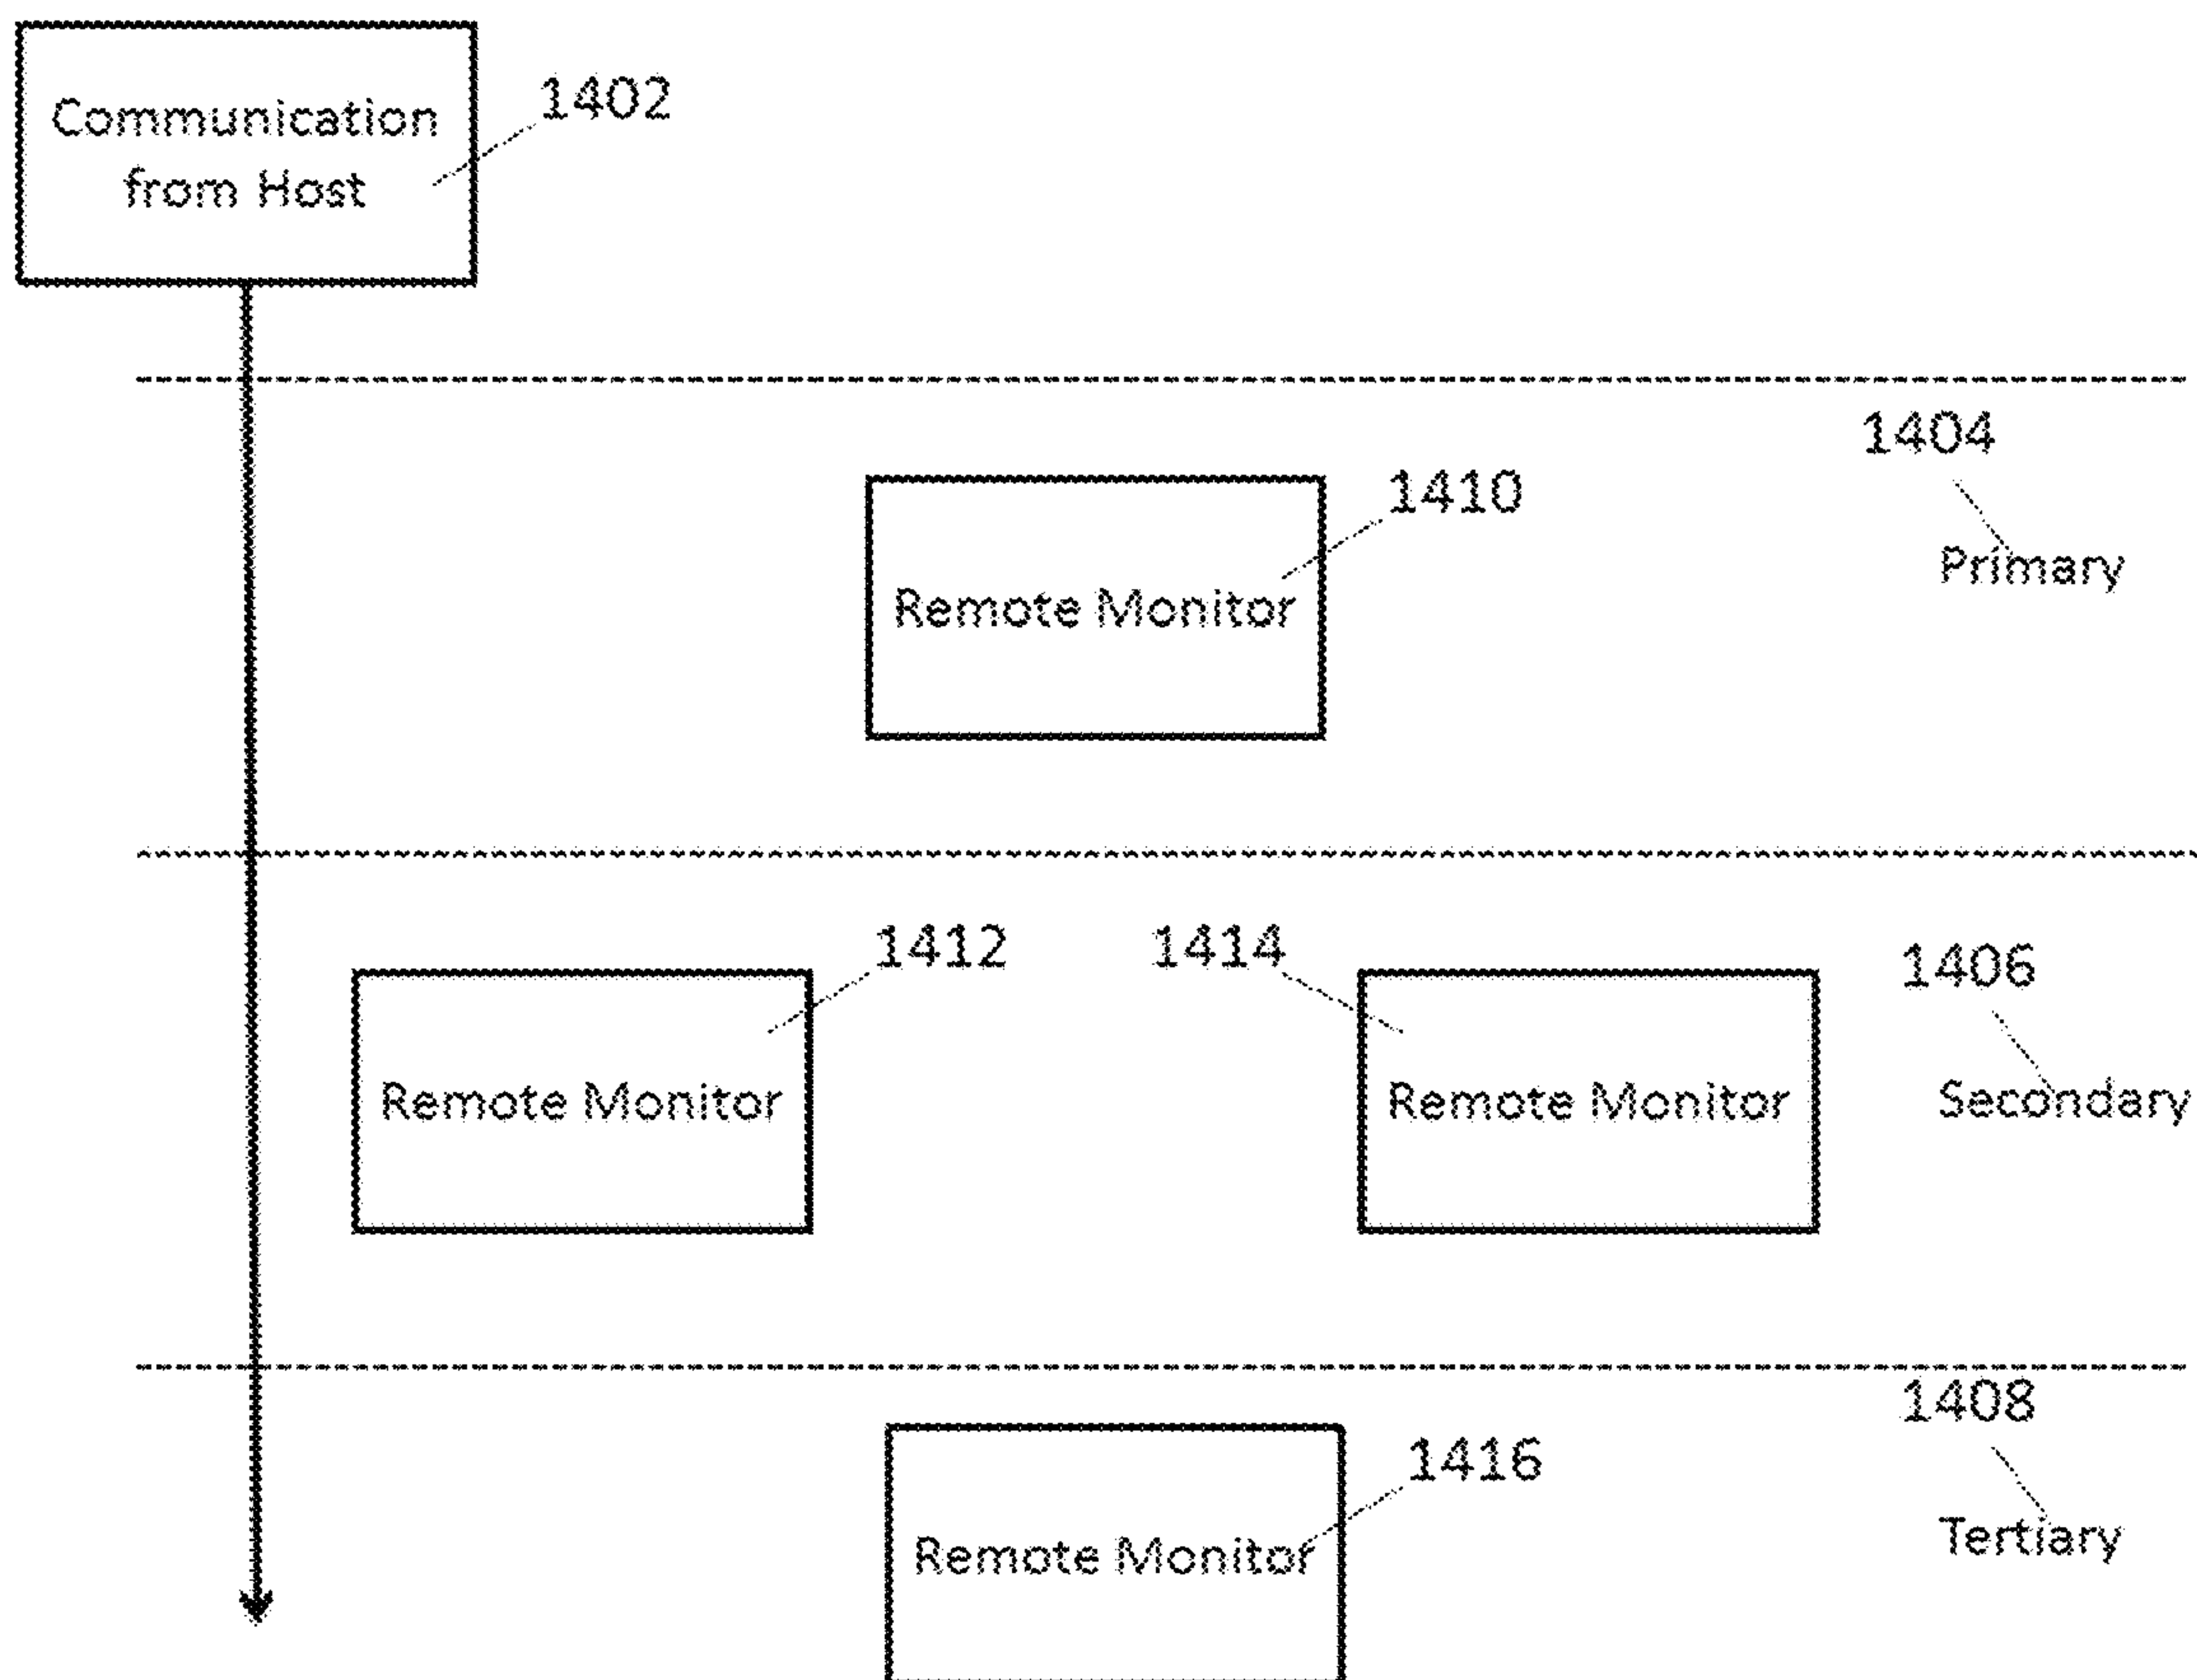 Communication
from Host
1402
1404
1410
Primary
Remote Monitor
1412
1414
1406
Remote Monitor
Remote Monitor
Secondary
1408
1416
Remote Monitor
Tertiary